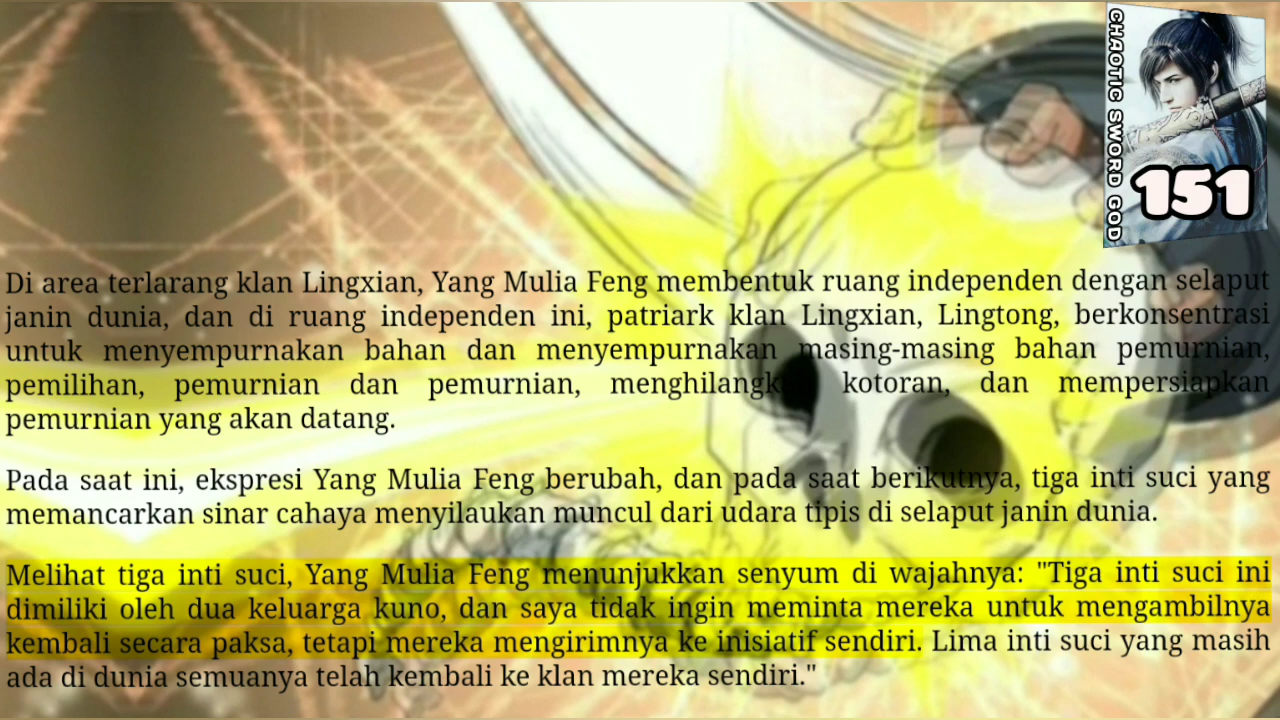 CHAOTIC SWORD GOD
151
Di area terlarang klan Lingxian, Yang Mulia Feng membentuk ruang independen dengan selaput
janin dunia, dan di ruang independen ini, patriark klan Lingxian, Lingtong, berkonsentrasi
untuk menyempurnakan bahan dan menyempurnakan masing-masing bahan pemurnian,
pemilihan, pemurnian dan pemurnian, menghilangkan kotoran, dan mempersiapkan
pemurnian yang akan datang.
Pada saat ini, ekspresi Yang Mulia Feng berubah, dan pada saat berikutnya, tiga inti suci yang
memancarkan sinar cahaya menyilaukan muncul dari udara tipis di selaput janin dunia.
Melihat tiga inti suci, Yang Mulia Feng menunjukkan senyum di wajahnya: "Tiga inti suci ini
dimiliki oleh dua keluarga kuno, dan saya tidak ingin meminta mereka untuk mengambilnya
kembali secara paksa, tetapi mereka mengirimnya ke inisiatif sendiri. Lima inti suci yang masih
ada di dunia semuanya telah kembali ke klan mereka sendiri."